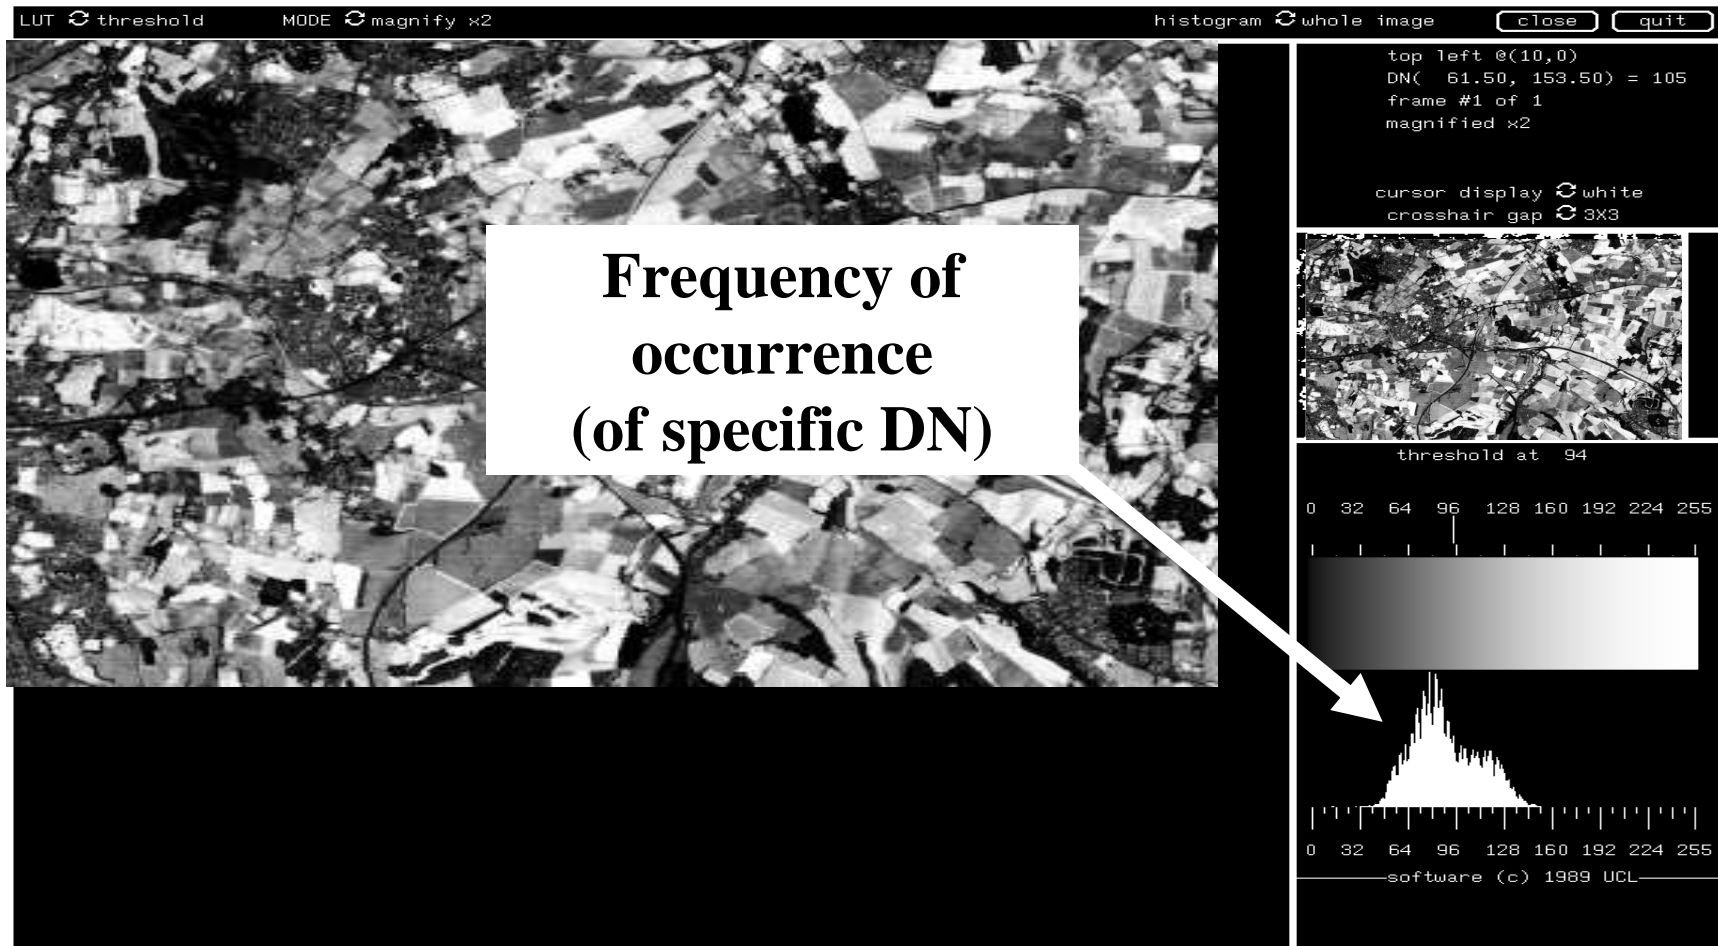 LUT threshold MODE magnify x2 histogram whole image close quit
top left @(10,0)
DN( 61.50, 153.50) = 105
frame #1 of 1
magnified x2
cursor display white
crosshair gap 3X3
Frequency of
occurrence
(of specific DN)
threshold at 94
0 32 64 96 128 160 192 224 255
0 32 64 96 128 160 192 224 255
software (c) 1989 UCL